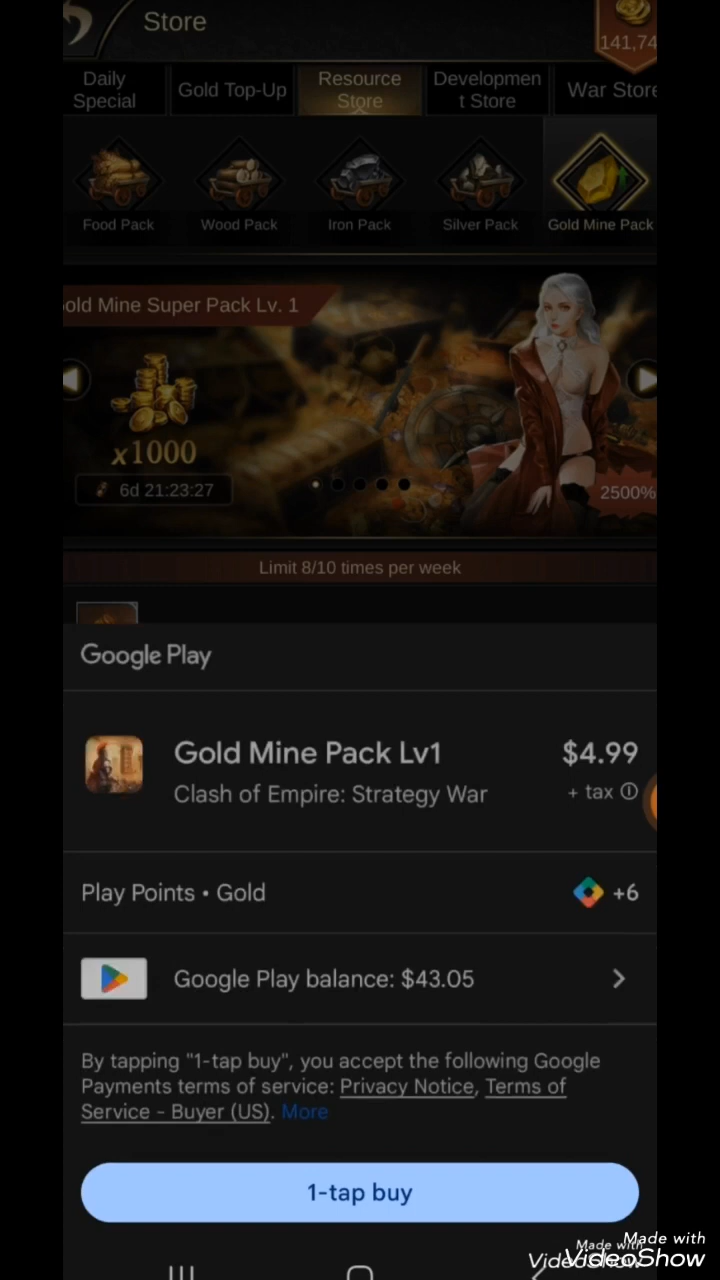 Store
141,74
Daily Special
Gold Top-Up
Resource Store
Developmen
t Store
War Store
Food Pack
Wood Pack
Iron Pack
Silver Pack
Gold Mine Pack
old Mine Super Pack Lv. 1
x1000
6d 21:23:27
2500%
Limit 8/10 times per week
Google Play
Gold Mine Pack Lv1
$4.99
Clash of Empire: Strategy War
+ tax
Play Points • Gold
+6
Google Play balance: $43.05
By tapping "1-tap buy", you accept the following Google
Payments terms of service: Privacy Notice, Terms of
Service - Buyer (US). More
1-tap buy
Made with
VideoShow
Made with
VideoShow